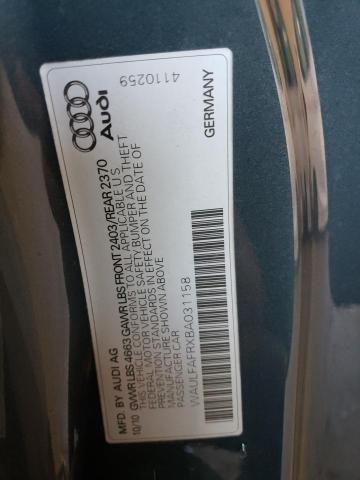 Audi
4110259
GERMANY
MFD. BY AUDI AG
10/10 GVWR LBS 4663 GAWR LBS FRONT 2403/REAR 2370
THIS VEHICLE CONFORMS TO ALL APPLICABLE U S
FEDERAL MOTOR VEHICLE SAFETY BUMPER AND THEFT
PREVENTION STANDARDS IN EFFECT ON THE DATE OF
MANUFACTURE SHOWN ABOVE
PASSENGER CAR
WAULFAFRXBA031158